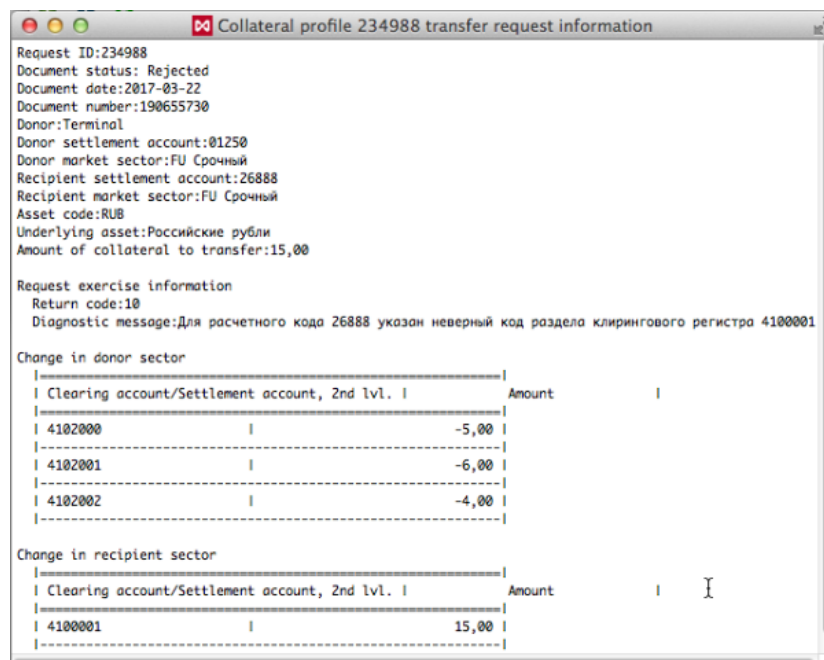 Collateral profile 234988 transfer request information
Request ID:234988
Document status: Rejected
Document date:2017-03-22
Document number:190655730
Donor:Terminal
Donor settlement account:01250
Donor market sector:FU Срочный
Recipient settlement account:26888
Recipient market sector:FU Срочный
Asset code:RUB
Underlying asset:Российские рубли
Amount of collateral to transfer:15,00
Request exercise information
Return code:10
Diagnostic message:Для расчетного кода 26888 указан неверный код раздела клирингового регистра 4100001
Change in donor sector
|==================================================|
| Clearing account/Settlement account, 2nd lvl. | Amount |
|==================================================|
| 4102000 | -5,00 |
|--------------------------------------------------|
| 4102001 | -6,00 |
|--------------------------------------------------|
| 4102002 | -4,00 |
|--------------------------------------------------|
Change in recipient sector
|==================================================|
| Clearing account/Settlement account, 2nd lvl. | Amount |
|==================================================|
| 4100001 | 15,00 |
|--------------------------------------------------|